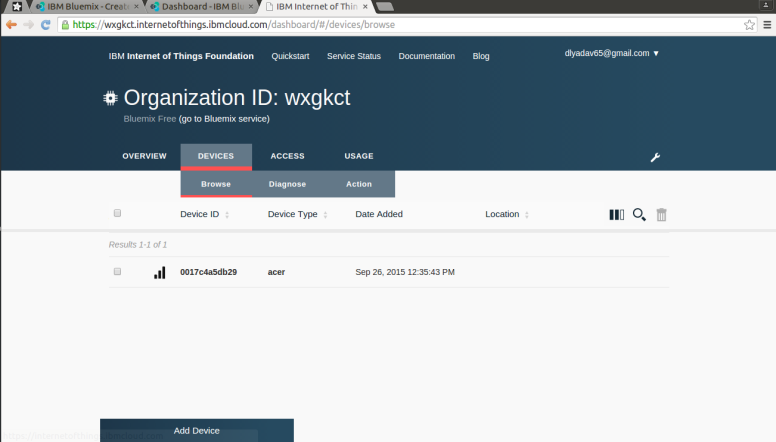 IBM Bluemix - Create
Dashboard - IBM Blu
IBM Internet of Thin
https://wxgkct.internetofthings.ibmcloud.com/dashboard/#/devices/browse
IBM Internet of Things Foundation Quickstart Service Status Documentation Blog dlyadav65@gmail.com ▼
Organization ID: wxgkct
Bluemix Free (go to Bluemix service)
OVERVIEW DEVICES ACCESS USAGE
Browse Diagnose Action
Device ID Device Type Date Added Location
Results 1-1 of 1
0017c4a5db29 acer Sep 26, 2015 12:35:43 PM
Add Device